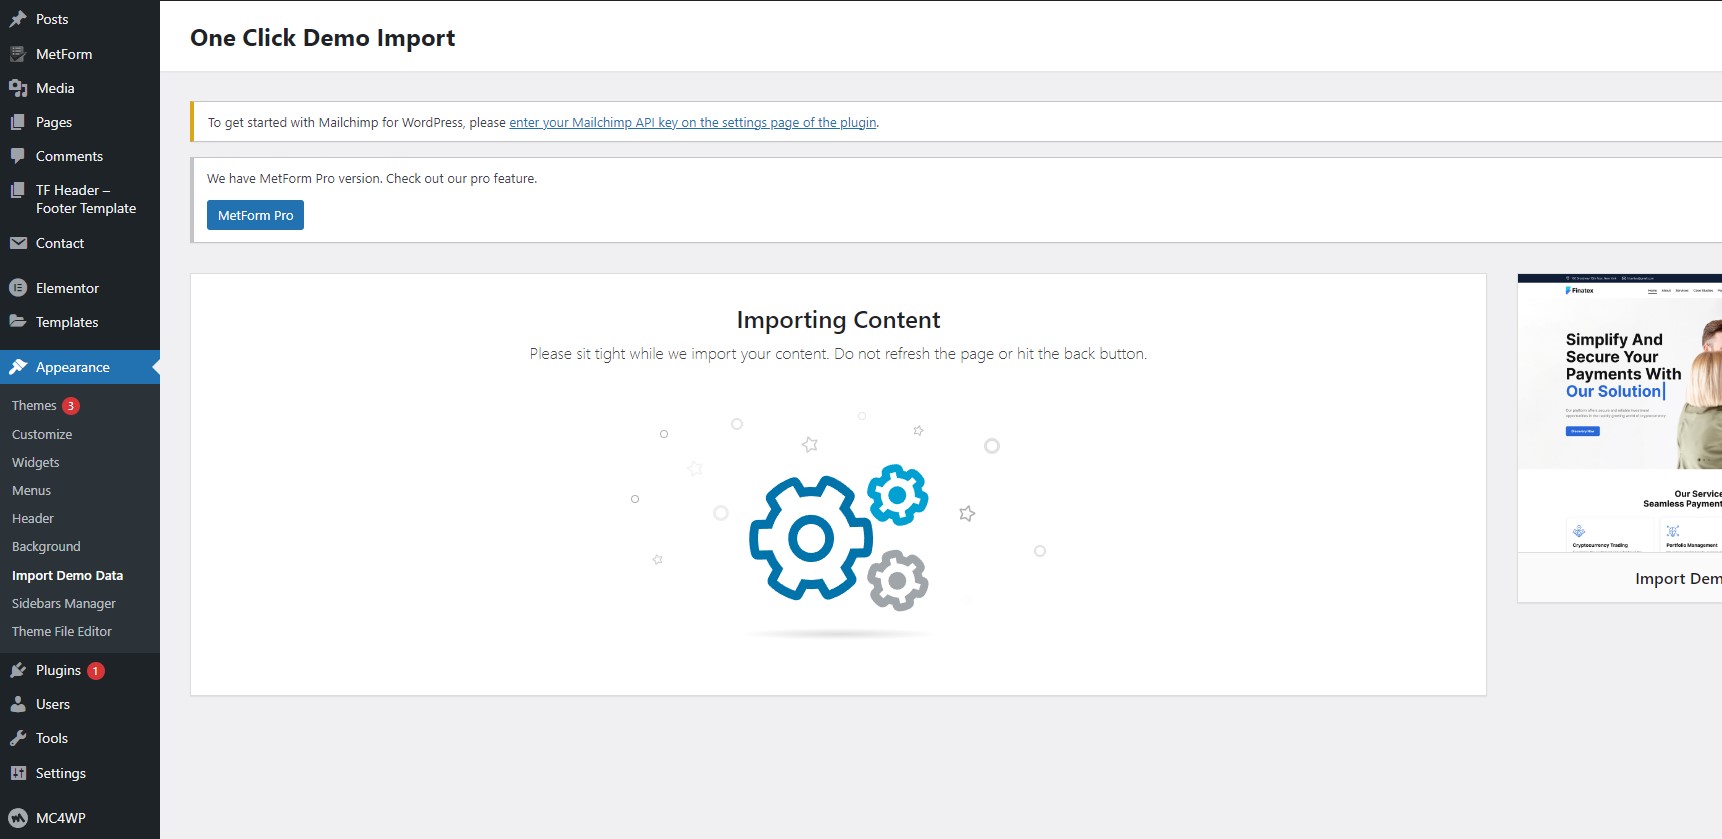 Posts
MetForm
Media
Pages
Comments
TF Header –
Footer Template
Contact
Elementor
Templates
Appearance
Themes 3
Customize
Widgets
Menus
Header
Background
Import Demo Data
Sidebars Manager
Theme File Editor
Plugins 1
Users
Tools
Settings
MC4WP
One Click Demo Import
To get started with Mailchimp for WordPress, please enter your Mailchimp API key on the settings page of the plugin.
We have MetForm Pro version. Check out our pro feature.
MetForm Pro
Importing Content
Please sit tight while we import your content. Do not refresh the page or hit the back button.
Finatex
Simplify And
Secure Your
Payments With
Our Solution
Our Service
Seamless Payment
Cryptocurrency Trading
Portfolio Management
Import Dem